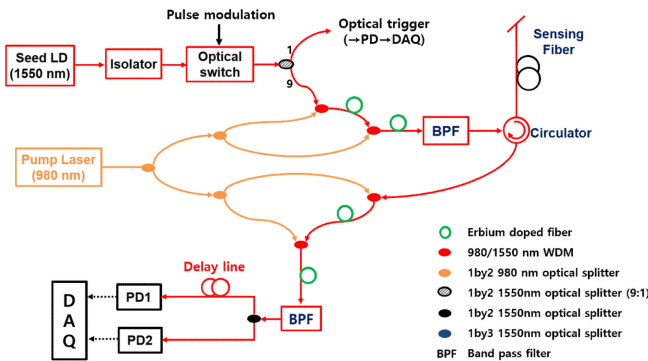 Pulse modulation
Optical trigger
(→PD→DAQ)
Sensing
Fiber
Seed LD
(1550 nm)
Isolator
Optical
switch
1
9
BPF
Circulator
Pump Laser
(980 nm)
Erbium doped fiber
980/1550 nm WDM
1by2 980 nm optical splitter
1by2 1550nm optical splitter (9:1)
1by2 1550nm optical splitter
1by3 1550nm optical splitter
BPF Band pass filter
Delay line
D
A
Q
PD1
PD2
BPF